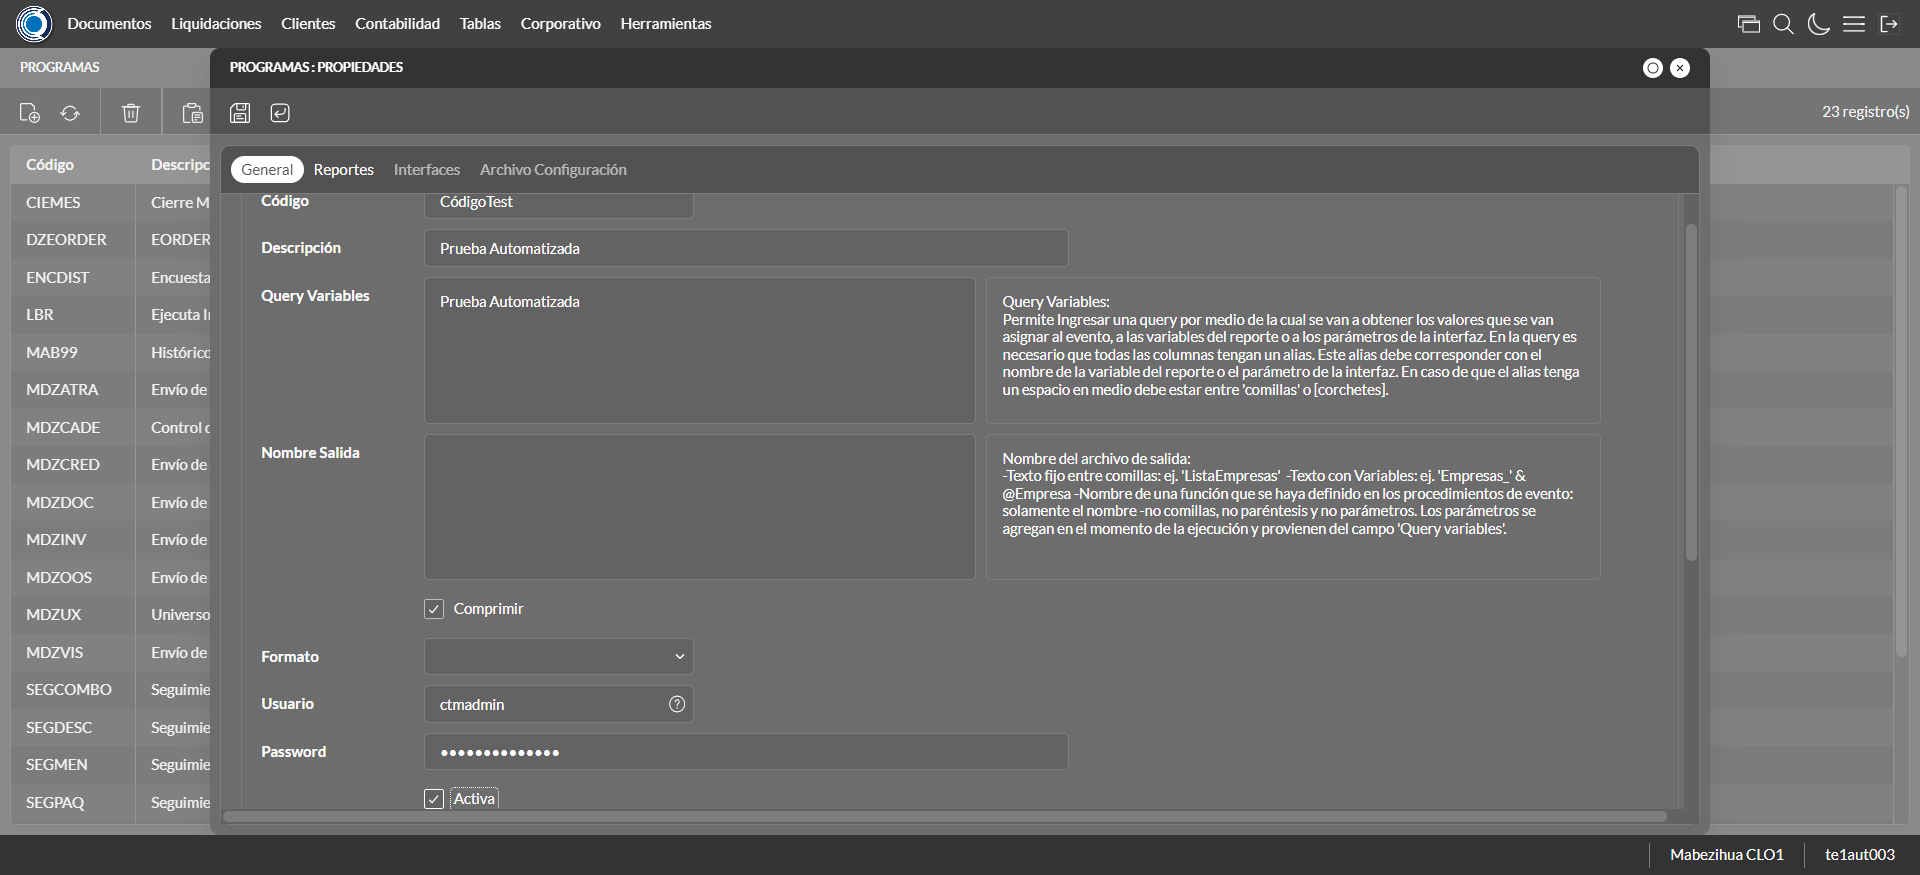 Documentos Liquidaciones Clientes Contabilidad Tablas Corporativo Herramientas
PROGRAMAS
PROGRAMAS : PROPIEDADES
23 registro(s)
Código Descripc
CIEMES Cierre M
DZEORDER EORDER
ENCDIST Encuesta
LBR Ejecuta I
MAB99 Histórico
MDZATRA Envío de
MDZCADE Control d
MDZCRED Envío de
MDZDOC Envío de
MDZINV Envío de
MDZOOS Envío de
MDZUX Universo
MDZVIS Envío de
SEGCOMBO Seguimie
SEGDESC Seguimie
SEGMEN Seguimie
SEGPAQ Seguimie
General Reportes Interfaces Archivo Configuración
Código CódigoTest
Descripción Prueba Automatizada
Query Variables Prueba Automatizada
Query Variables:
Permite Ingresar una query por medio de la cual se van a obtener los valores que se van
asignar al evento, a las variables del reporte o a los parámetros de la interfaz. En la query es
necesario que todas las columnas tengan un alias. Este alias debe corresponder con el
nombre de la variable del reporte o el parámetro de la interfaz. En caso de que el alias tenga
un espacio en medio debe estar entre 'comillas' o [corchetes].
Nombre Salida
Nombre del archivo de salida:
-Texto fijo entre comillas: ej. 'ListaEmpresas' -Texto con Variables: ej. 'Empresas_' &
@Empresa -Nombre de una función que se haya definido en los procedimientos de evento:
solamente el nombre -no comillas, no paréntesis y no parámetros. Los parámetros se
agregan en el momento de la ejecución y provienen del campo 'Query variables'.
Comprimir
Formato
Usuario ctmadmin
Password ••••••••••••••
Activa
Mabezihua CLO1 te1aut003